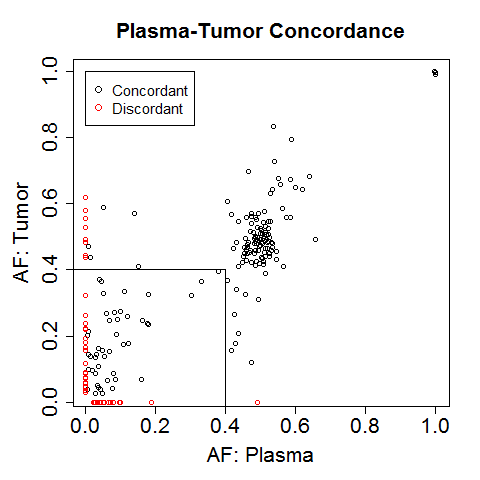 Plasma-Tumor Concordance
Concordant
Discordant
AF: Tumor
1.0
0.8
0.6
0.4
0.2
0.0
0.0 0.2 0.4 0.6 0.8 1.0
AF: Plasma